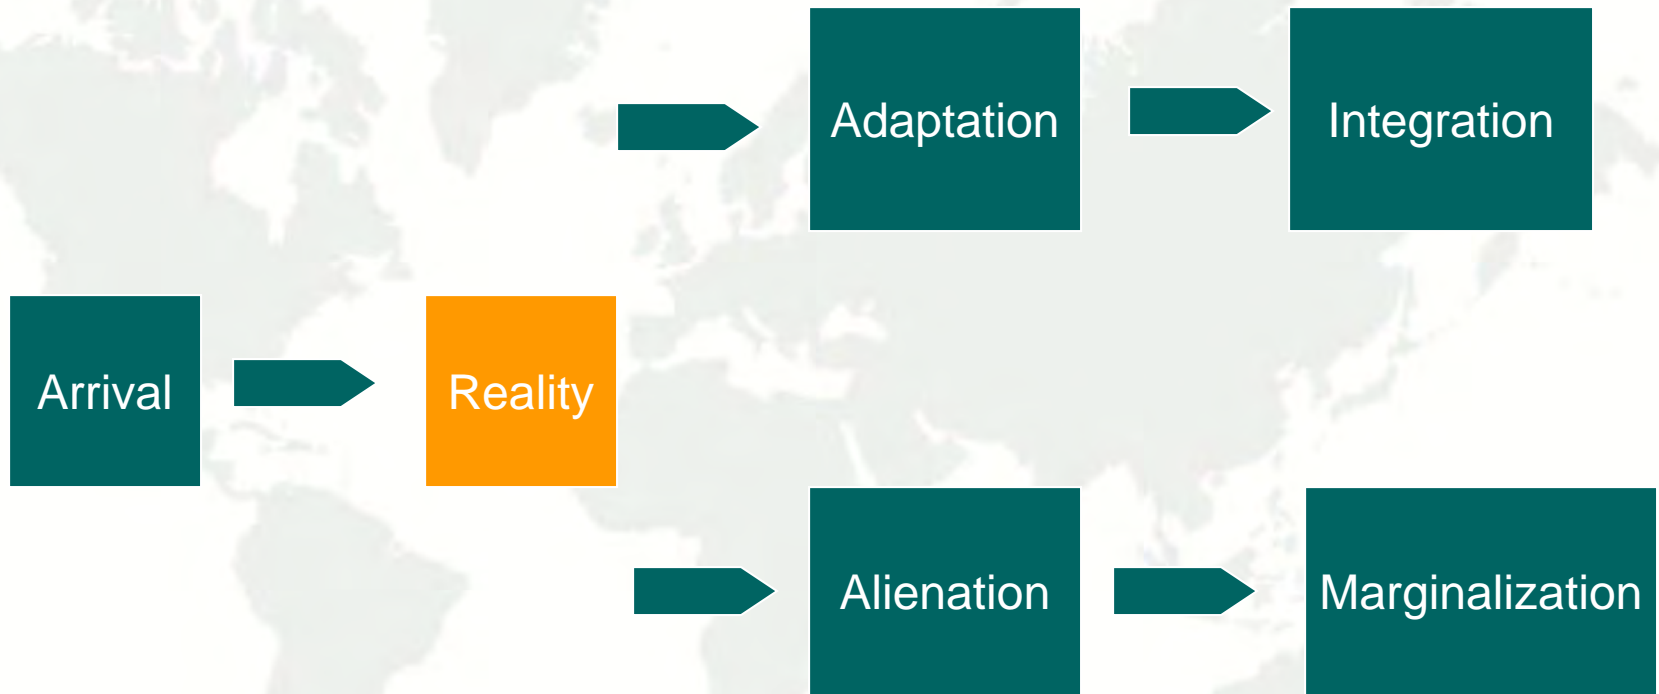 Adaptation
Integration
Arrival
Reality
Alienation
Marginalization